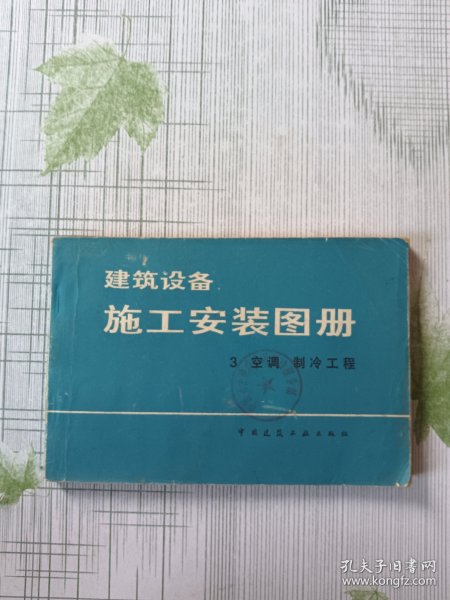 建筑设备
施工安装图册
3 空调 制冷工程
中国建筑工业出版社
孔夫子旧书网
www.kongfz.com